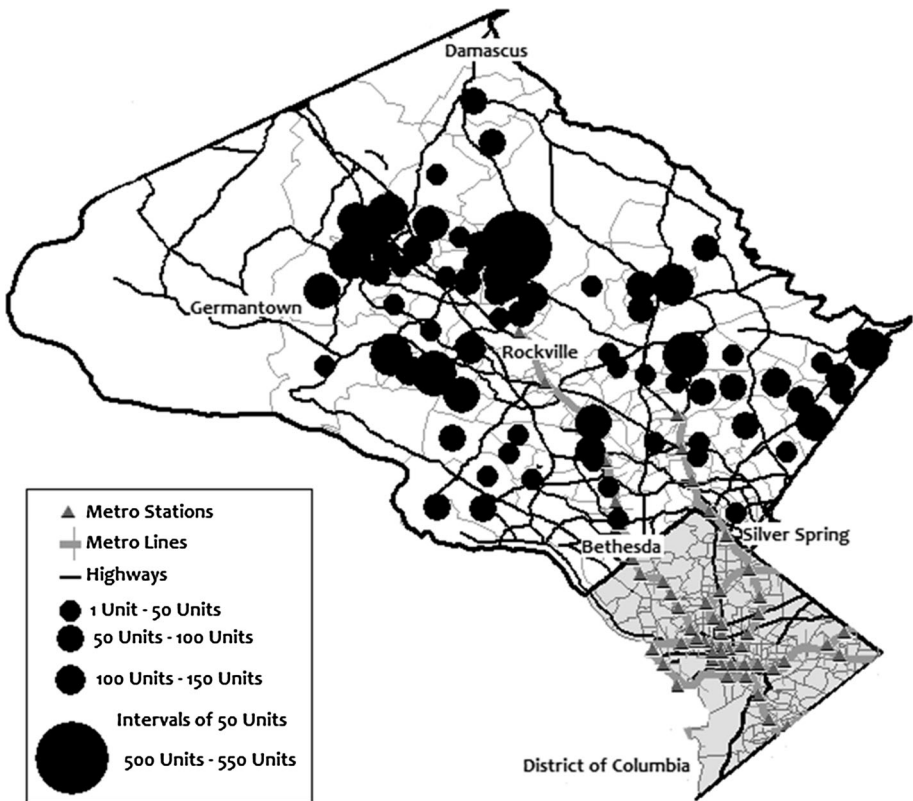 Damascus
Germantown
Rockville
Bethesda
Silver Spring
District of Columbia
Metro Stations
Metro Lines
Highways
1 Unit - 50 Units
50 Units - 100 Units
100 Units - 150 Units
Intervals of 50 Units
500 Units - 550 Units